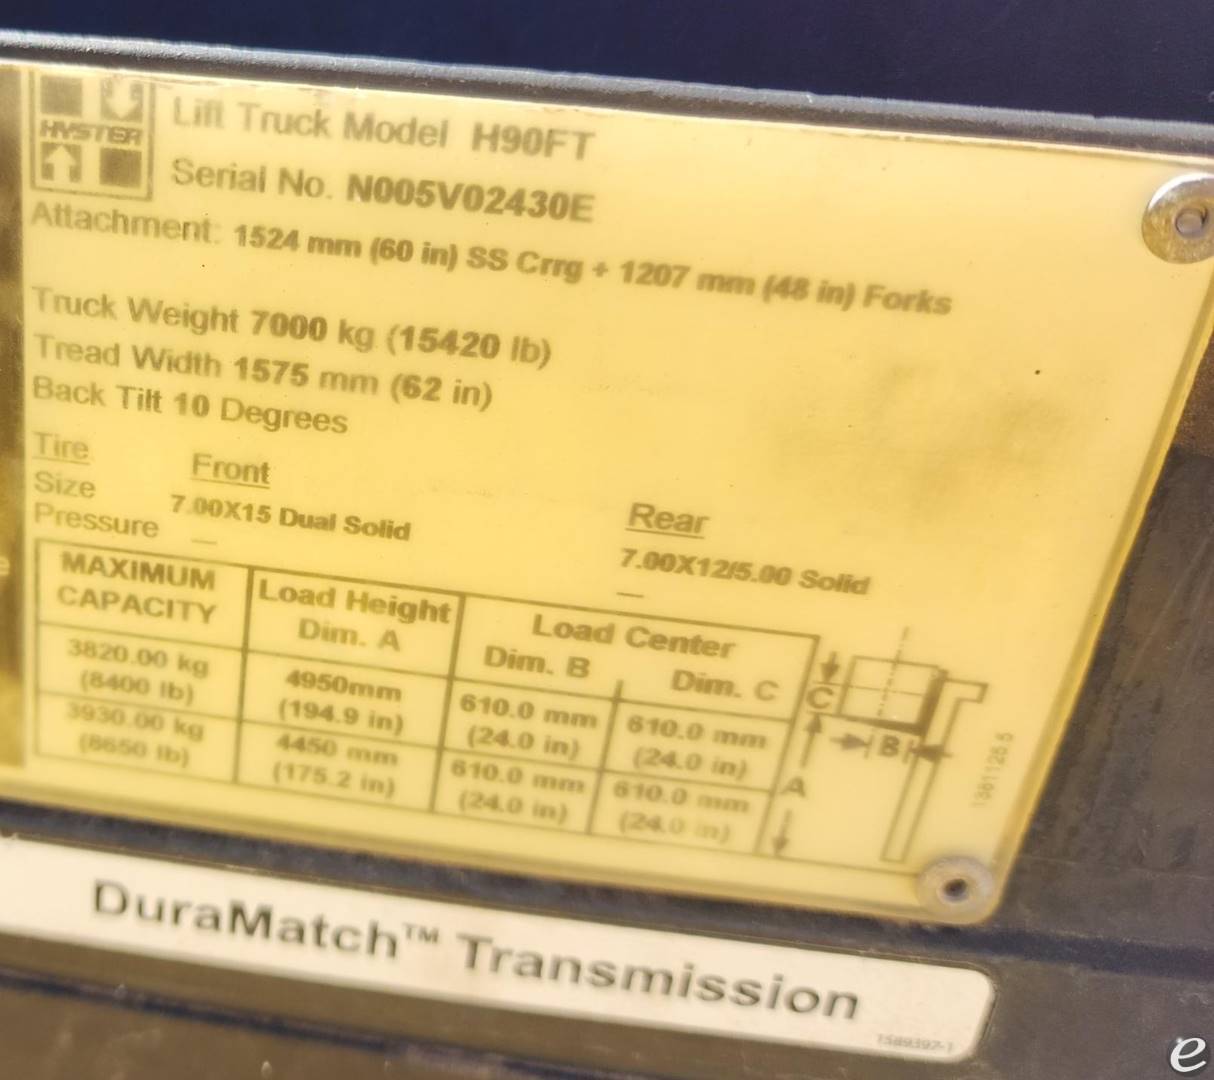 HYSTER
Lift Truck Model H90FT
Serial No. N005V02430E
Attachment: 1524 mm (60 in) SS Crrg + 1207 mm (48 in) Forks
Truck Weight 7000 kg (15420 lb)
Tread Width 1575 mm (62 in)
Back Tilt 10 Degrees
Tire Front Rear
Size 7.00X15 Dual Solid 7.00X12/5.00 Solid
Pressure — —
MAXIMUM CAPACITY Load Height Dim. A Load Center Dim. B Dim. C
3820.00 kg 4950mm 610.0 mm 610.0 mm
(8400 lb) (194.9 in) (24.0 in) (24.0 in)
3930.00 kg 4450 mm 610.0 mm 610.0 mm
(8650 lb) (175.2 in) (24.0 in) (24.0 in)
C
B
A
DuraMatch™ Transmission
1589397-1
e